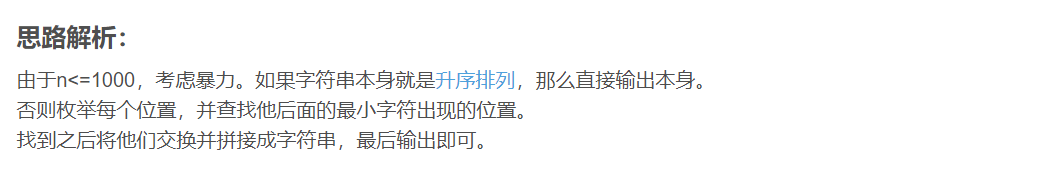 思路解析：
由于n<=1000，考虑暴力。如果字符串本身就是升序排列，那么直接输出本身。
否则枚举每个位置，并查找他后面的最小字符出现的位置。
找到之后将他们交换并拼接成字符串，最后输出即可。